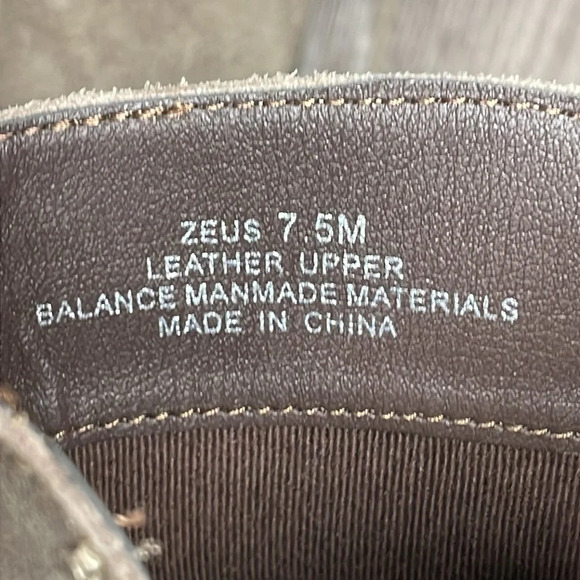 ZEUS 7.5M
LEATHER UPPER
BALANCE MANMADE MATERIALS
MADE IN CHINA